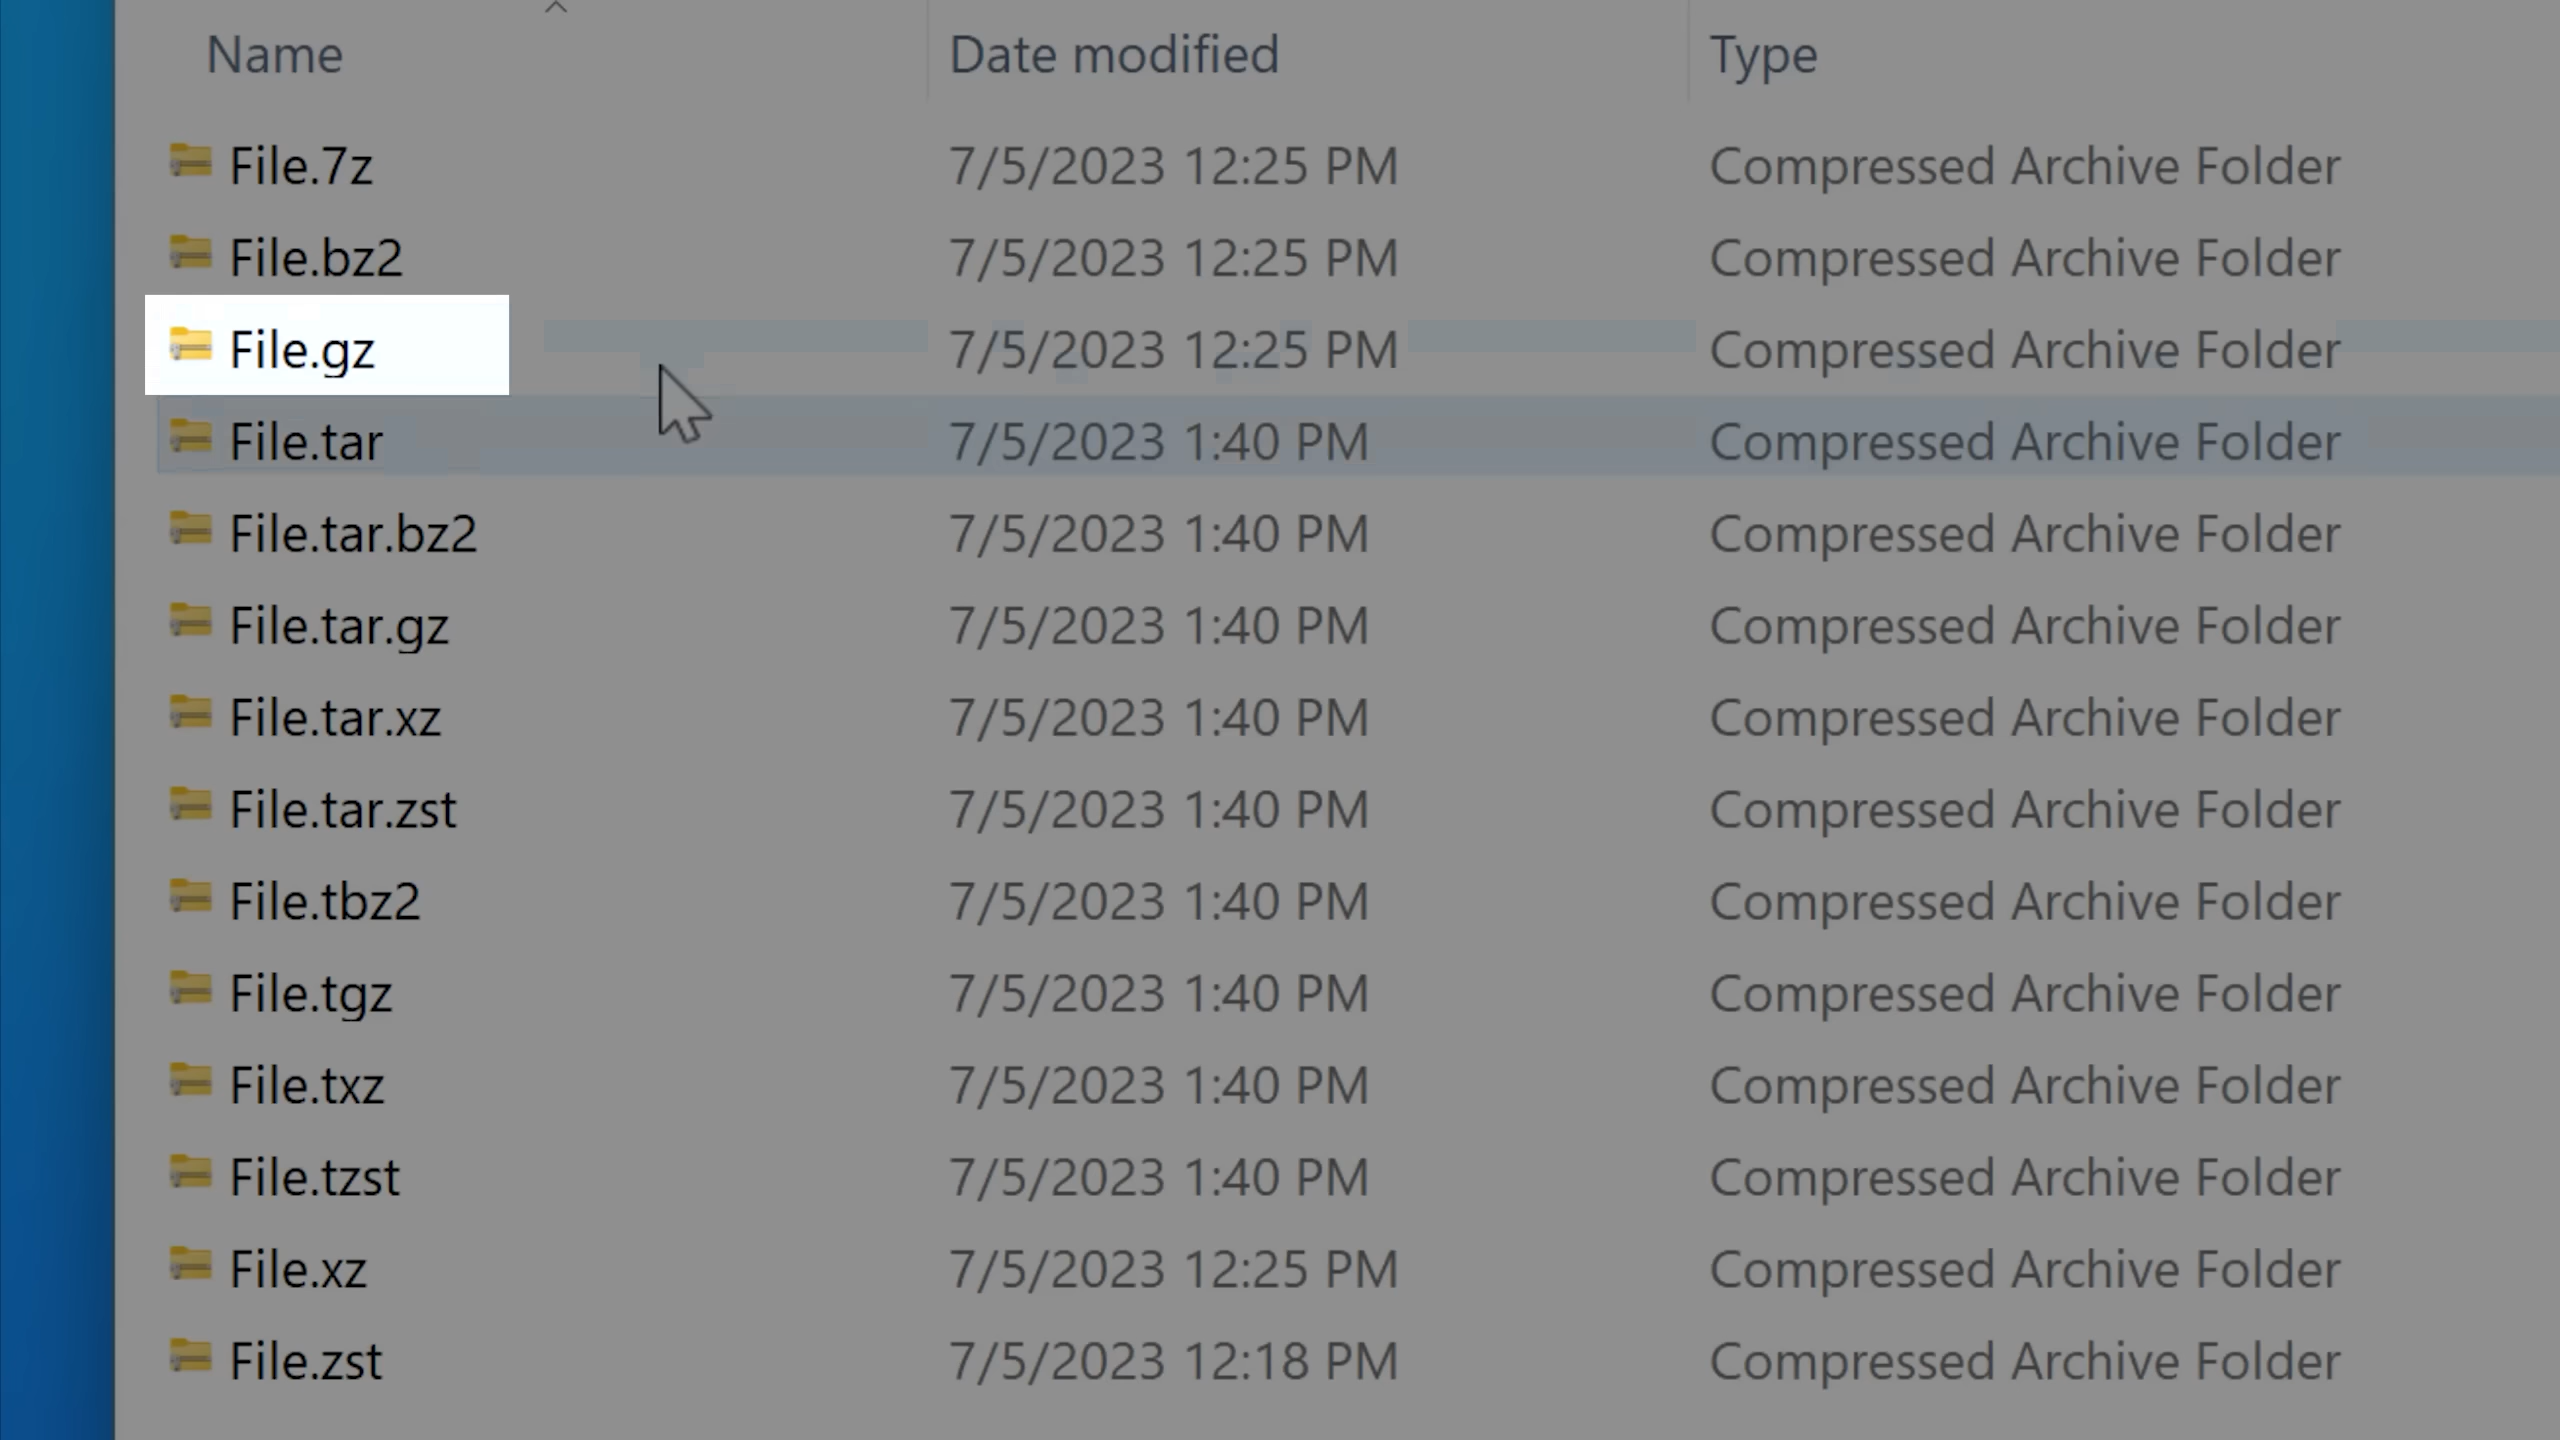 Name Date modified Type
File.7z 7/5/2023 12:25 PM Compressed Archive Folder
File.bz2 7/5/2023 12:25 PM Compressed Archive Folder
File.gz 7/5/2023 12:25 PM Compressed Archive Folder
File.tar 7/5/2023 1:40 PM Compressed Archive Folder
File.tar.bz2 7/5/2023 1:40 PM Compressed Archive Folder
File.tar.gz 7/5/2023 1:40 PM Compressed Archive Folder
File.tar.xz 7/5/2023 1:40 PM Compressed Archive Folder
File.tar.zst 7/5/2023 1:40 PM Compressed Archive Folder
File.tbz2 7/5/2023 1:40 PM Compressed Archive Folder
File.tgz 7/5/2023 1:40 PM Compressed Archive Folder
File.txz 7/5/2023 1:40 PM Compressed Archive Folder
File.tzst 7/5/2023 1:40 PM Compressed Archive Folder
File.xz 7/5/2023 12:25 PM Compressed Archive Folder
File.zst 7/5/2023 12:18 PM Compressed Archive Folder